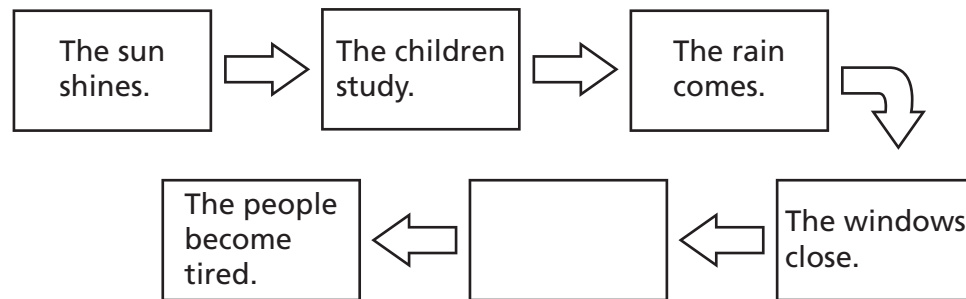 The sun
shines.
The children
study.
The rain
comes.
The windows
close.
The people
become
tired.